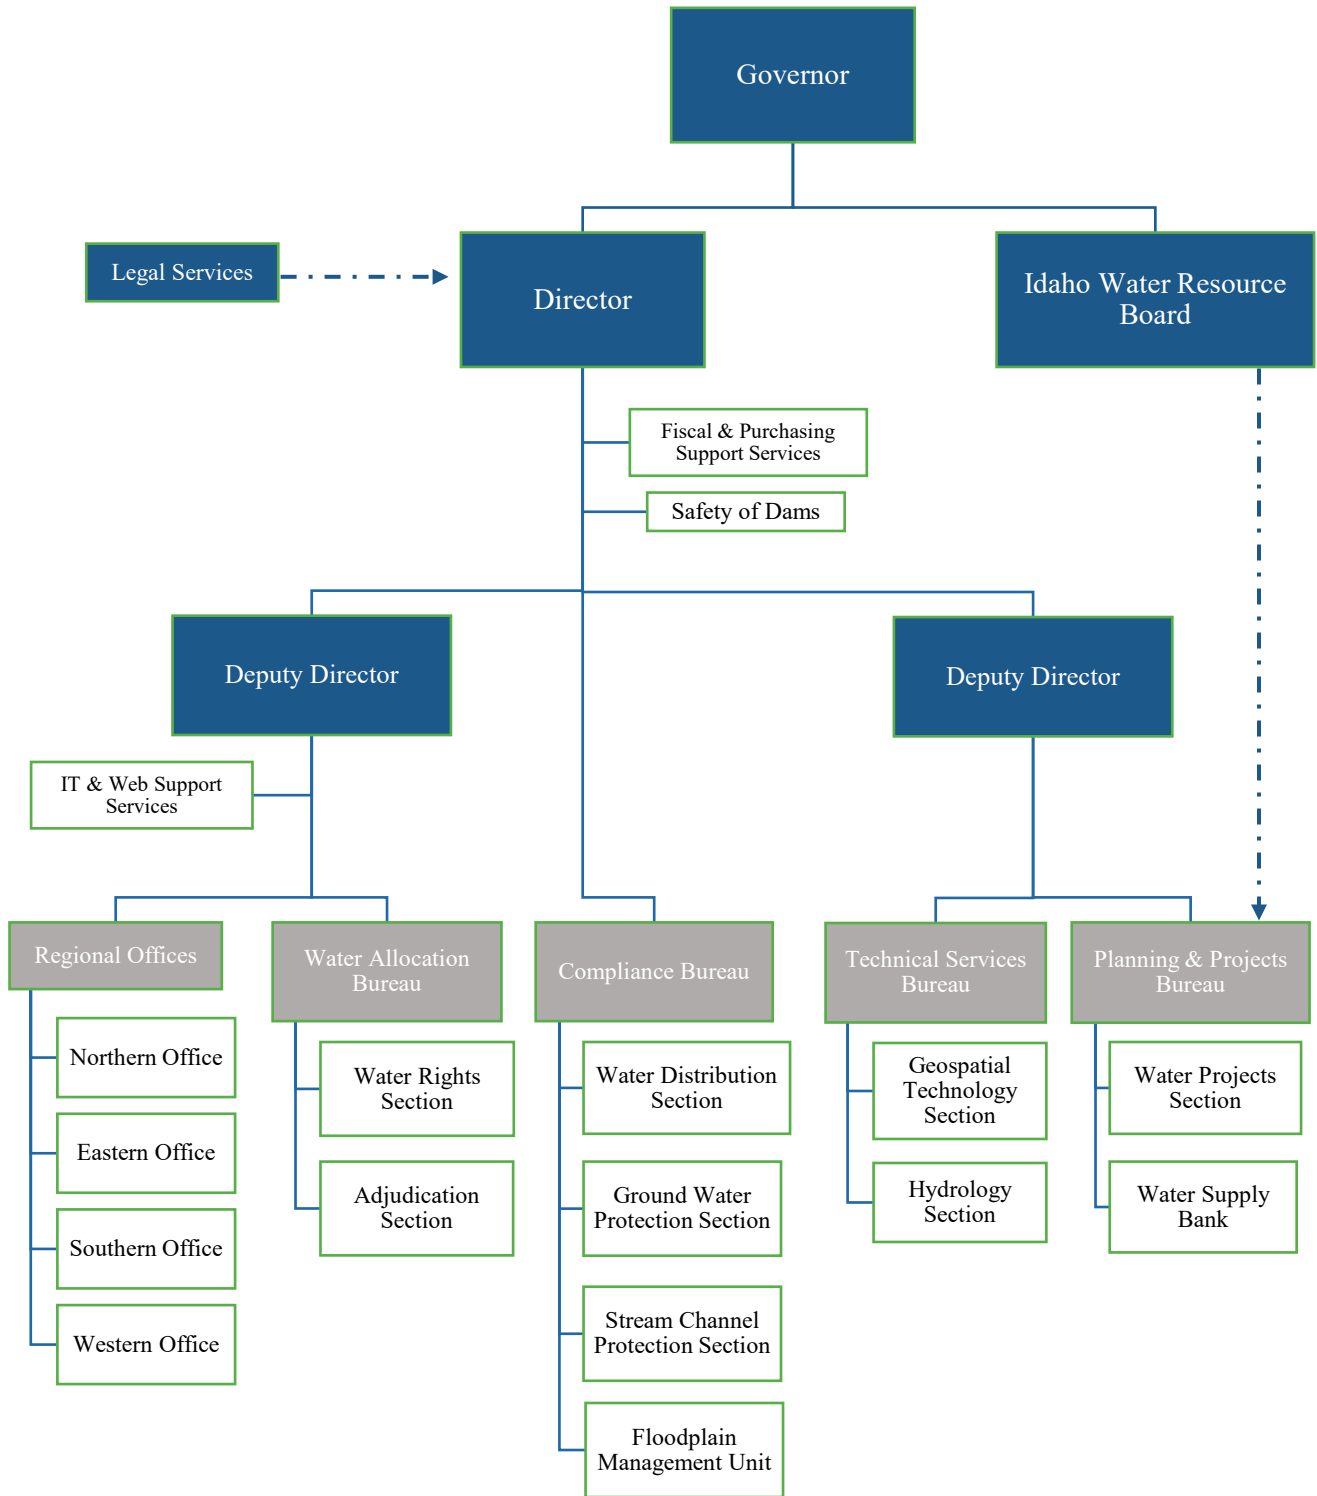 Governor
Legal Services
Director
Idaho Water Resource
Board
Fiscal & Purchasing
Support Services
Safety of Dams
Deputy Director
Deputy Director
IT & Web Support
Services
Regional Offices
Northern Office
Eastern Office
Southern Office
Western Office
Water Allocation
Bureau
Water Rights
Section
Adjudication
Section
Compliance Bureau
Water Distribution
Section
Ground Water
Protection Section
Stream Channel
Protection Section
Floodplain
Management Unit
Technical Services
Bureau
Geospatial
Technology
Section
Hydrology
Section
Planning & Projects
Bureau
Water Projects
Section
Water Supply
Bank